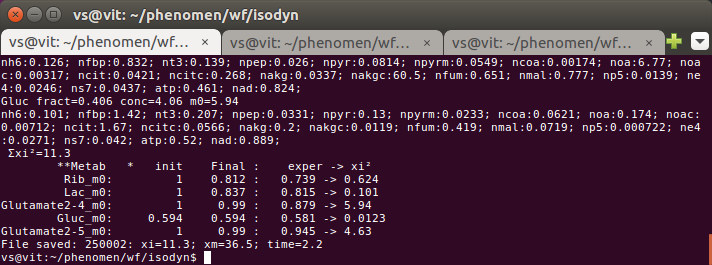 vs@vit: ~/phenomen/wf/isodyn
vs@vit: ~/phenomen/wf... × vs@vit: ~/phenomen/wf... × vs@vit: ~/phenomen/wf... ×
nh6:0.126; nfbp:0.832; nt3:0.139; npep:0.026; npyr:0.0814; npyrm:0.0549; ncoa:0.00174; noa:6.77; noa
c:0.00317; ncit:0.0421; ncitc:0.268; nakg:0.0337; nakgc:60.5; nfum:0.651; nmal:0.777; np5:0.0139; ne
4:0.0246; ns7:0.0437; atp:0.461; nad:0.824;
Gluc fract=0.406 conc=4.06 m0=5.94
nh6:0.101; nfbp:1.42; nt3:0.207; npep:0.0331; npyr:0.13; npyrm:0.0233; ncoa:0.0621; noa:0.174; noac:
0.00712; ncit:1.67; ncitc:0.0566; nakg:0.2; nakgc:0.0119; nfum:0.419; nmal:0.0719; np5:0.000722; ne4
:0.0271; ns7:0.042; atp:0.52; nad:0.889;
Σxi²=11.3
**Metab * init Final : exper -> xi²
Rib_m0: 1 0.812 : 0.739 -> 0.624
Lac_m0: 1 0.837 : 0.815 -> 0.101
Glutamate2-4_m0: 1 0.99 : 0.879 -> 5.94
Gluc_m0: 0.594 0.594 : 0.581 -> 0.0123
Glutamate2-5_m0: 1 0.99 : 0.945 -> 4.63
File saved: 250002: xi=11.3; xm=36.5; time=2.2
vs@vit:~/phenomen/wf/isodyn$